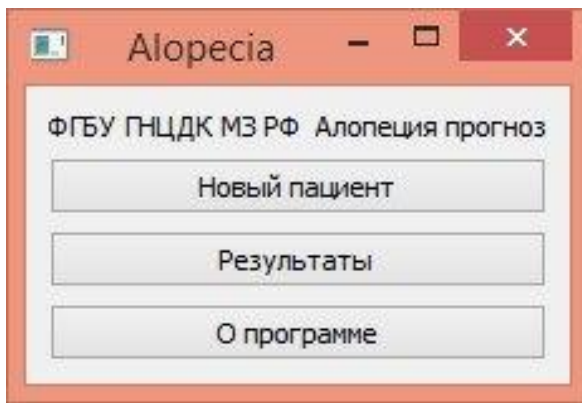 Alopecia
ФГБУ ГНЦДК МЗ РФ Алопеция прогноз
Новый пациент
Результаты
О программе